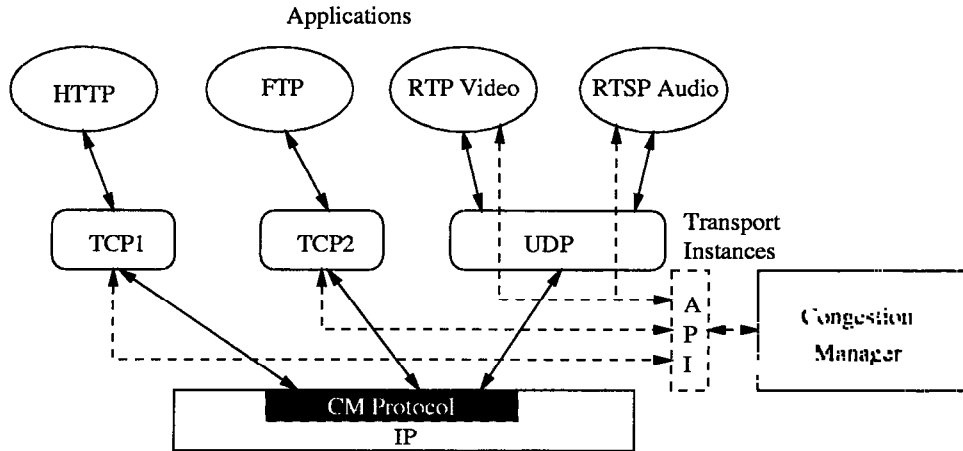 Applications
HTTP
FTP
RTP Video
RTSP Audio
TCP1
TCP2
UDP
Transport
Instances
A
P
I
Congestion
Manager
CM Protocol
IP